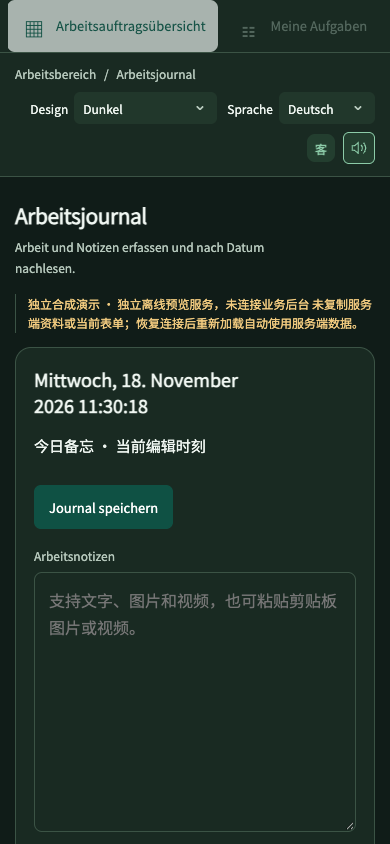 Arbeitsauftragsübersicht
Meine Aufgaben
Arbeitsbereich / Arbeitsjournal
Design Dunkel Sprache Deutsch
客
Arbeitsjournal
Arbeit und Notizen erfassen und nach Datum
nachlesen.
独立合成演示 · 独立离线预览服务，未连接业务后台 未复制服务
端资料或当前表单；恢复连接后重新加载自动使用服务端数据。
Mittwoch, 18. November
2026 11:30:18
今日备忘 · 当前编辑时刻
Journal speichern
Arbeitsnotizen
支持文字、图片和视频，也可粘贴剪贴板
图片或视频。